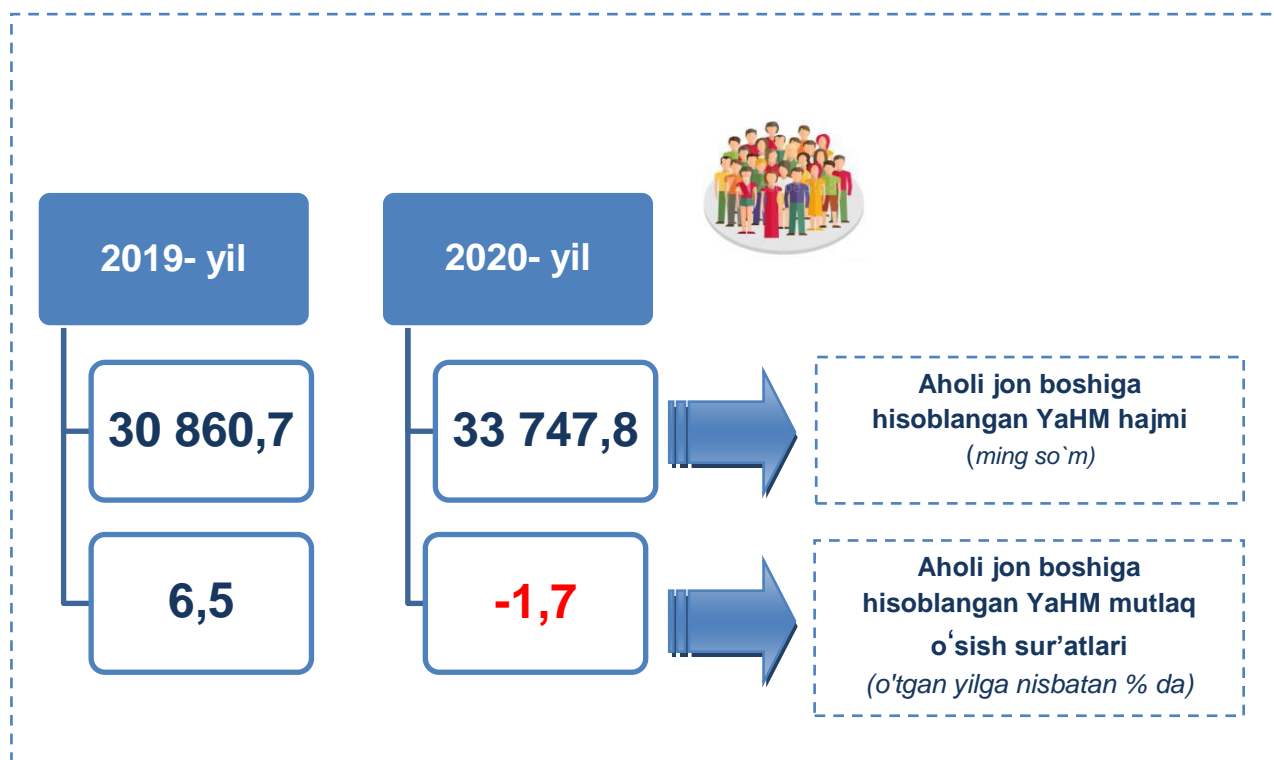 2019- yil
2020- yil
30 860,7
33 747,8
Aholi jon boshiga
hisoblangan YaHM hajmi
(ming so`m)
6,5
-1,7
Aholi jon boshiga
hisoblangan YaHM mutlaq
oʻsish sur’atlari
(o'tgan yilga nisbatan % da)